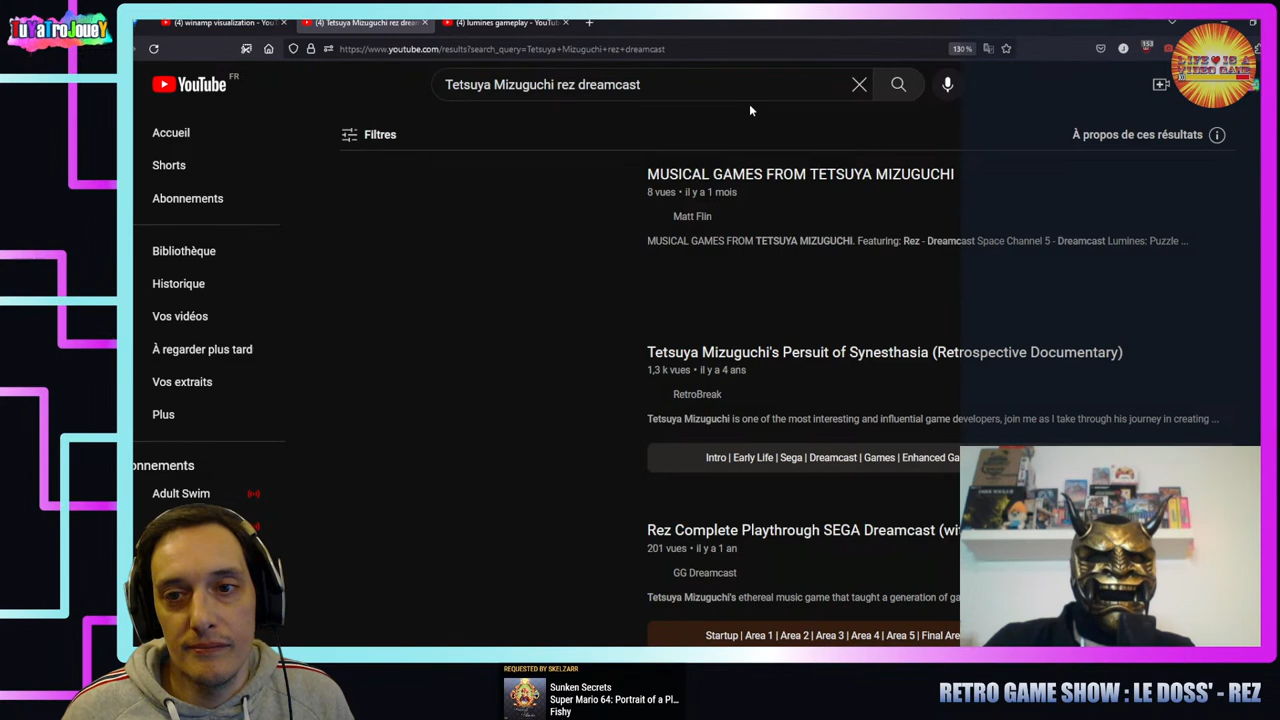 TUYATROJOUEY
(4) winamp visualization - YouT
(4) Tetsuya Mizuguchi rez dream
(4) lumines gameplay - YouTub
https://www.youtube.com/results?search_query=Tetsuya+Mizuguchi+rez+dreamcast
130 %
153
LIFE IS A
VIDEO GAME
YouTube FR
Tetsuya Mizuguchi rez dreamcast
Accueil
Shorts
Abonnements
Bibliothèque
Historique
Vos vidéos
À regarder plus tard
Vos extraits
Plus
onnements
Adult Swim
Filtres
À propos de ces résultats
MUSICAL GAMES FROM TETSUYA MIZUGUCHI
8 vues • il y a 1 mois
Matt Flin
MUSICAL GAMES FROM TETSUYA MIZUGUCHI. Featuring: Rez - Dreamcast Space Channel 5 - Dreamcast Lumines: Puzzle ...
Tetsuya Mizuguchi's Persuit of Synesthasia (Retrospective Documentary)
1,3 k vues • il y a 4 ans
RetroBreak
Tetsuya Mizuguchi is one of the most interesting and influential game developers, join me as I take through his journey in creating ...
Intro | Early Life | Sega | Dreamcast | Games | Enhanced Ga
Rez Complete Playthrough SEGA Dreamcast (wi
201 vues • il y a 1 an
GG Dreamcast
Tetsuya Mizuguchi's ethereal music game that taught a generation of ga
Startup | Area 1 | Area 2 | Area 3 | Area 4 | Area 5 | Final Are
REQUESTED BY SKELZARR
Sunken Secrets
Super Mario 64: Portrait of a Pl...
Fishy
RETRO GAME SHOW : LE DOSS' - REZ